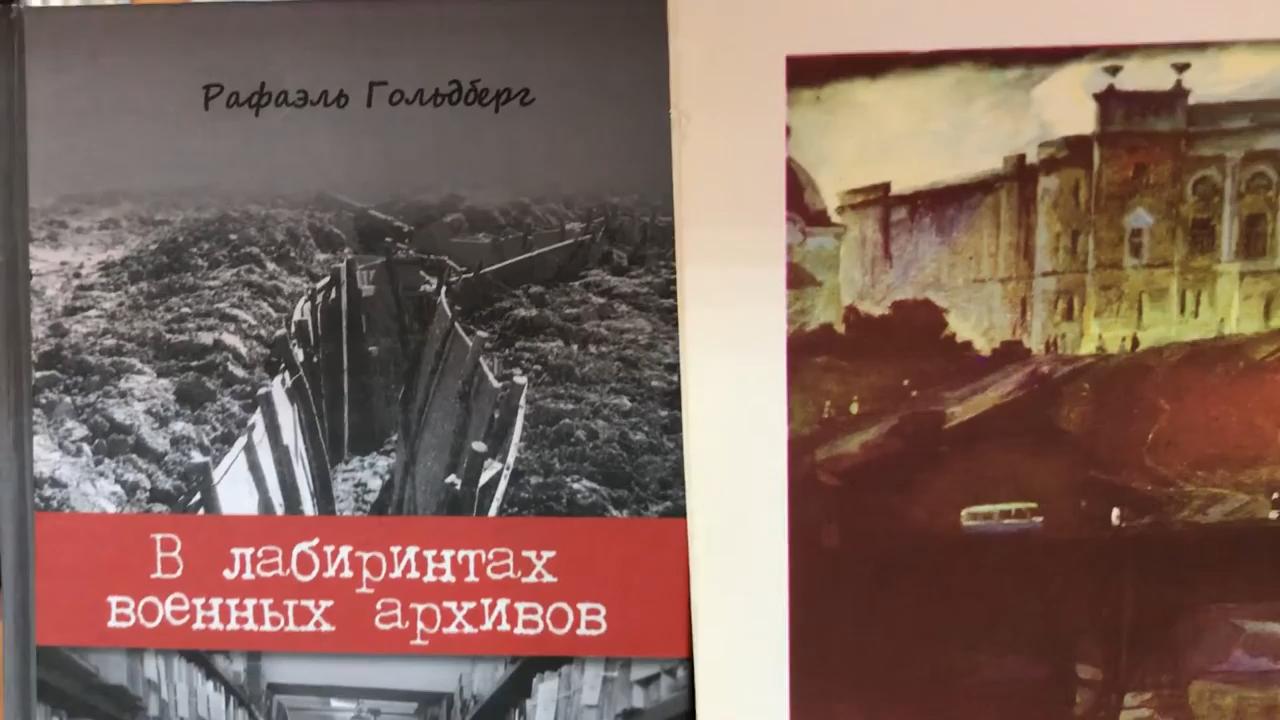 Рафаэль Гольдберг
В лабиринтах
военных архивов